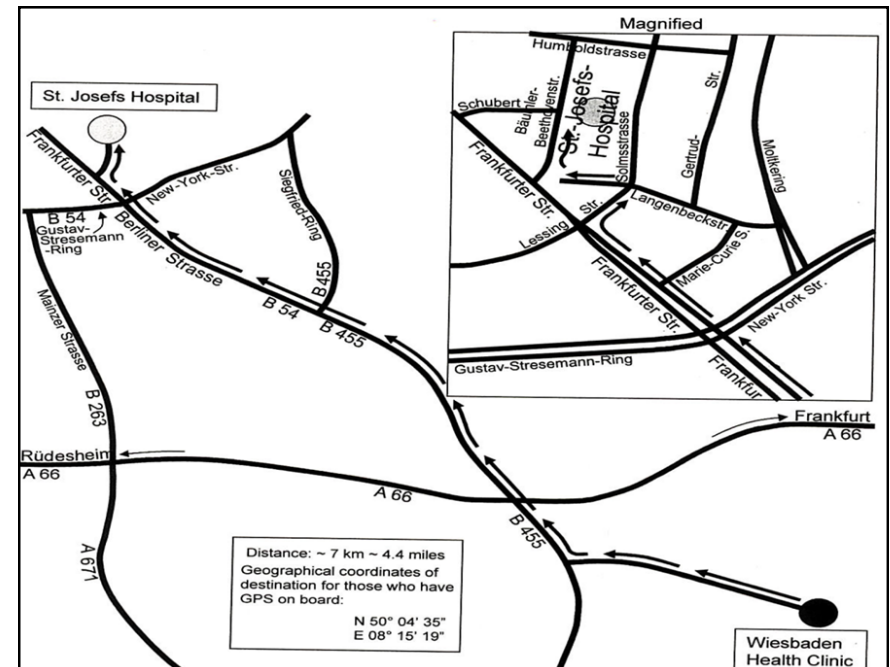 Magnified
Humboldstrasse
Schubert
Bäumler-
Beethovenstr.
St.-Josefs-
Hospital
Solmsstrasse
Str.
Gertrud-
Moltkering
Frankfurter Str.
Lessing
Str.
Langenbeckstr.
Marie-Curie S.
Frankfurter Str.
New-York Str.
Gustav-Stresemann-Ring
Frankfur
St. Josefs Hospital
Frankfurter Str.
New-York-Str.
Siegfried-Ring
B 54
Gustav-
Stresemann
-Ring
Berliner Strasse
B 455
B 54
B 455
Mainzer Strasse
B 263
Frankfurt
A 66
Rüdesheim
A 66
A 66
B 455
A 671
Distance: ~ 7 km ~ 4.4 miles
Geographical coordinates of
destination for those who have
GPS on board:
N 50° 04' 35"
E 08° 15' 19"
Wiesbaden
Health Clinic